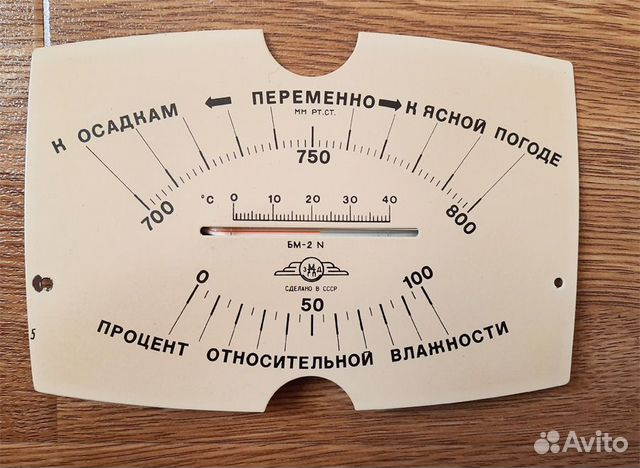 К ОСАДКАМ ← ПЕРЕМЕННО → К ЯСНОЙ ПОГОДЕ
ММ РТ.СТ.
700 750 800
°C 0 10 20 30 40
БМ-2 N
СДЕЛАНО В СССР
0 50 100
ПРОЦЕНТ ОТНОСИТЕЛЬНОЙ ВЛАЖНОСТИ
5
Avito